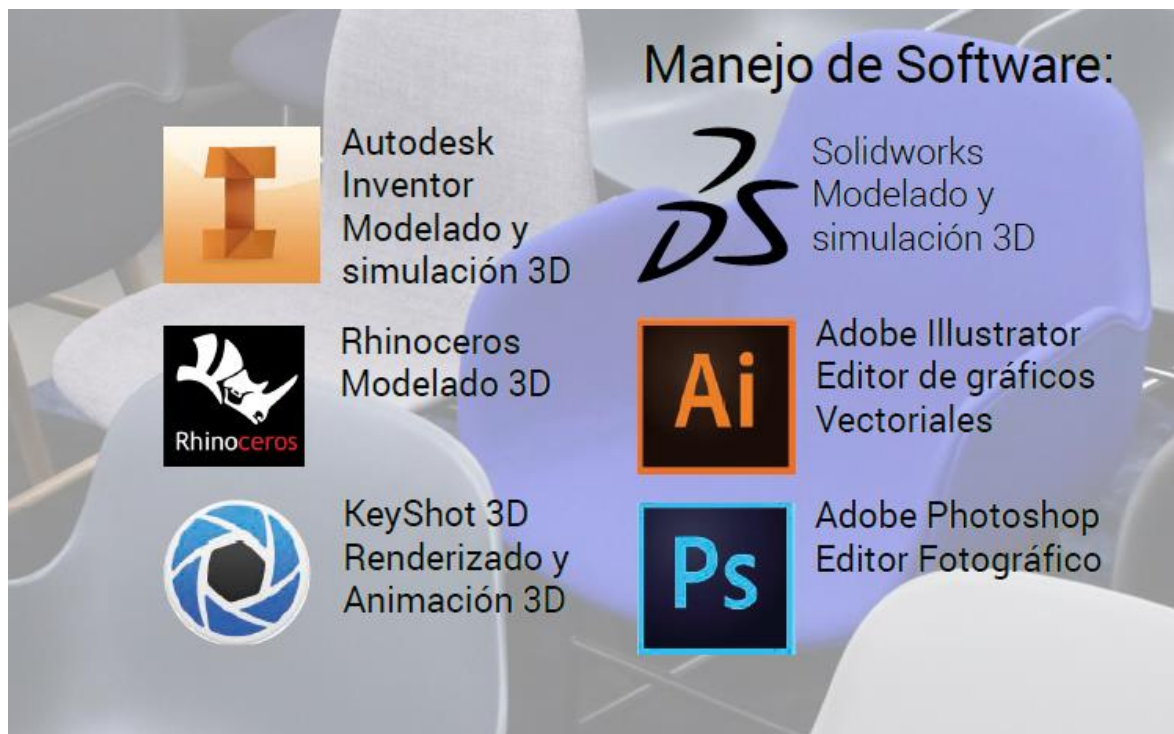 Manejo de Software:
Autodesk
Inventor
Modelado y
simulación 3D
Solidworks
Modelado y
simulación 3D
Rhinoceros
Rhinoceros
Modelado 3D
Ai
Adobe Illustrator
Editor de gráficos
Vectoriales
KeyShot 3D
Renderizado y
Animación 3D
Ps
Adobe Photoshop
Editor Fotográfico